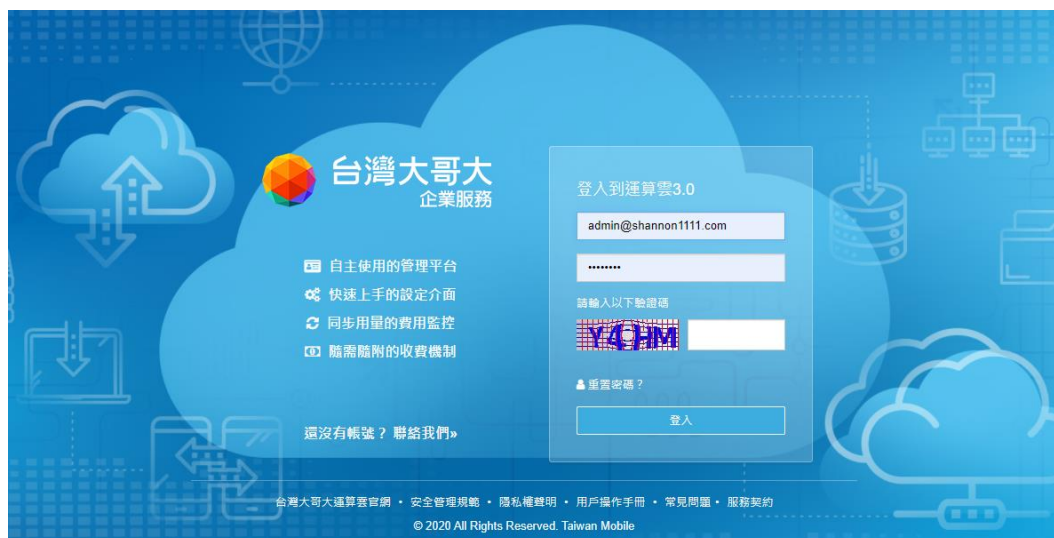 台灣大哥大
企業服務
自主使用的管理平台
快速上手的設定介面
同步用量的費用監控
隨需隨附的收費機制
還沒有帳號？ 聯絡我們»
登入到運算雲3.0
admin@shannon1111.com
••••••••
請輸入以下驗證碼
Y4HM
重置密碼？
登入
台灣大哥大運算雲官網 • 安全管理規範 • 隱私權聲明 • 用戶操作手冊 • 常見問題 • 服務契約
© 2020 All Rights Reserved. Taiwan Mobile